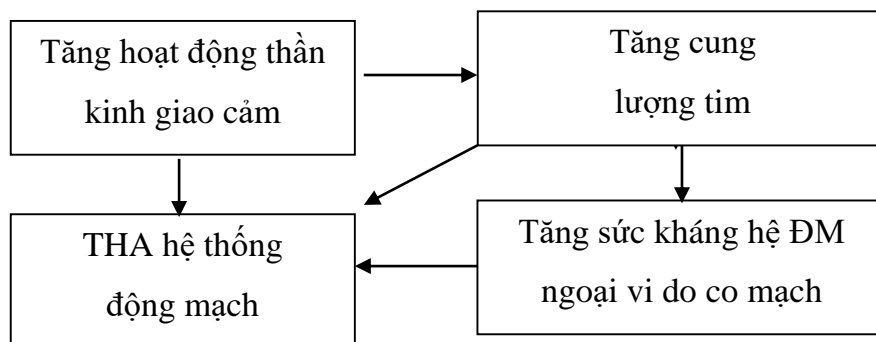 Tăng hoạt động thần
kinh giao cảm
Tăng cung
lượng tim
THA hệ thống
động mạch
Tăng sức kháng hệ ĐM
ngoại vi do co mạch